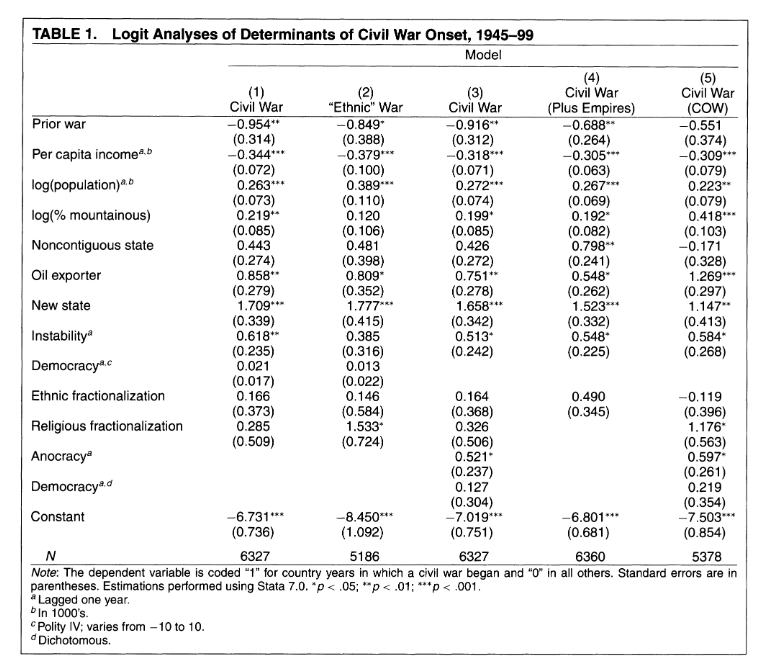 TABLE 1. Logit Analyses of Determinants of Civil War Onset, 1945–99
Model
(1) (2) (3) (4) (5)
Civil War "Ethnic" War Civil War Civil War (Plus Empires) Civil War (COW)
Prior war −0.954** −0.849* −0.916** −0.688** −0.551
(0.314) (0.388) (0.312) (0.264) (0.374)
Per capita income a,b −0.344*** −0.379*** −0.318*** −0.305*** −0.309***
(0.072) (0.100) (0.071) (0.063) (0.079)
log(population) a,b 0.263*** 0.389*** 0.272*** 0.267*** 0.223**
(0.073) (0.110) (0.074) (0.069) (0.079)
log(% mountainous) 0.219** 0.120 0.199* 0.192* 0.418***
(0.085) (0.106) (0.085) (0.082) (0.103)
Noncontiguous state 0.443 0.481 0.426 0.798** −0.171
(0.274) (0.398) (0.272) (0.241) (0.328)
Oil exporter 0.858** 0.809* 0.751** 0.548* 1.269***
(0.279) (0.352) (0.278) (0.262) (0.297)
New state 1.709*** 1.777*** 1.658*** 1.523*** 1.147**
(0.339) (0.415) (0.342) (0.332) (0.413)
Instability a 0.618** 0.385 0.513* 0.548* 0.584*
(0.235) (0.316) (0.242) (0.225) (0.268)
Democracy a,c 0.021 0.013
(0.017) (0.022)
Ethnic fractionalization 0.166 0.146 0.164 0.490 −0.119
(0.373) (0.584) (0.368) (0.345) (0.396)
Religious fractionalization 0.285 1.533* 0.326 1.176*
(0.509) (0.724) (0.506) (0.563)
Anocracy a 0.521* 0.597*
(0.237) (0.261)
Democracy a,d 0.127 0.219
(0.304) (0.354)
Constant −6.731*** −8.450*** −7.019*** −6.801*** −7.503***
(0.736) (1.092) (0.751) (0.681) (0.854)
N 6327 5186 6327 6360 5378
Note: The dependent variable is coded "1" for country years in which a civil war began and "0" in all others. Standard errors are in
parentheses. Estimations performed using Stata 7.0. *p < .05; **p < .01; ***p < .001.
a Lagged one year.
b In 1000's.
c Polity IV; varies from −10 to 10.
d Dichotomous.